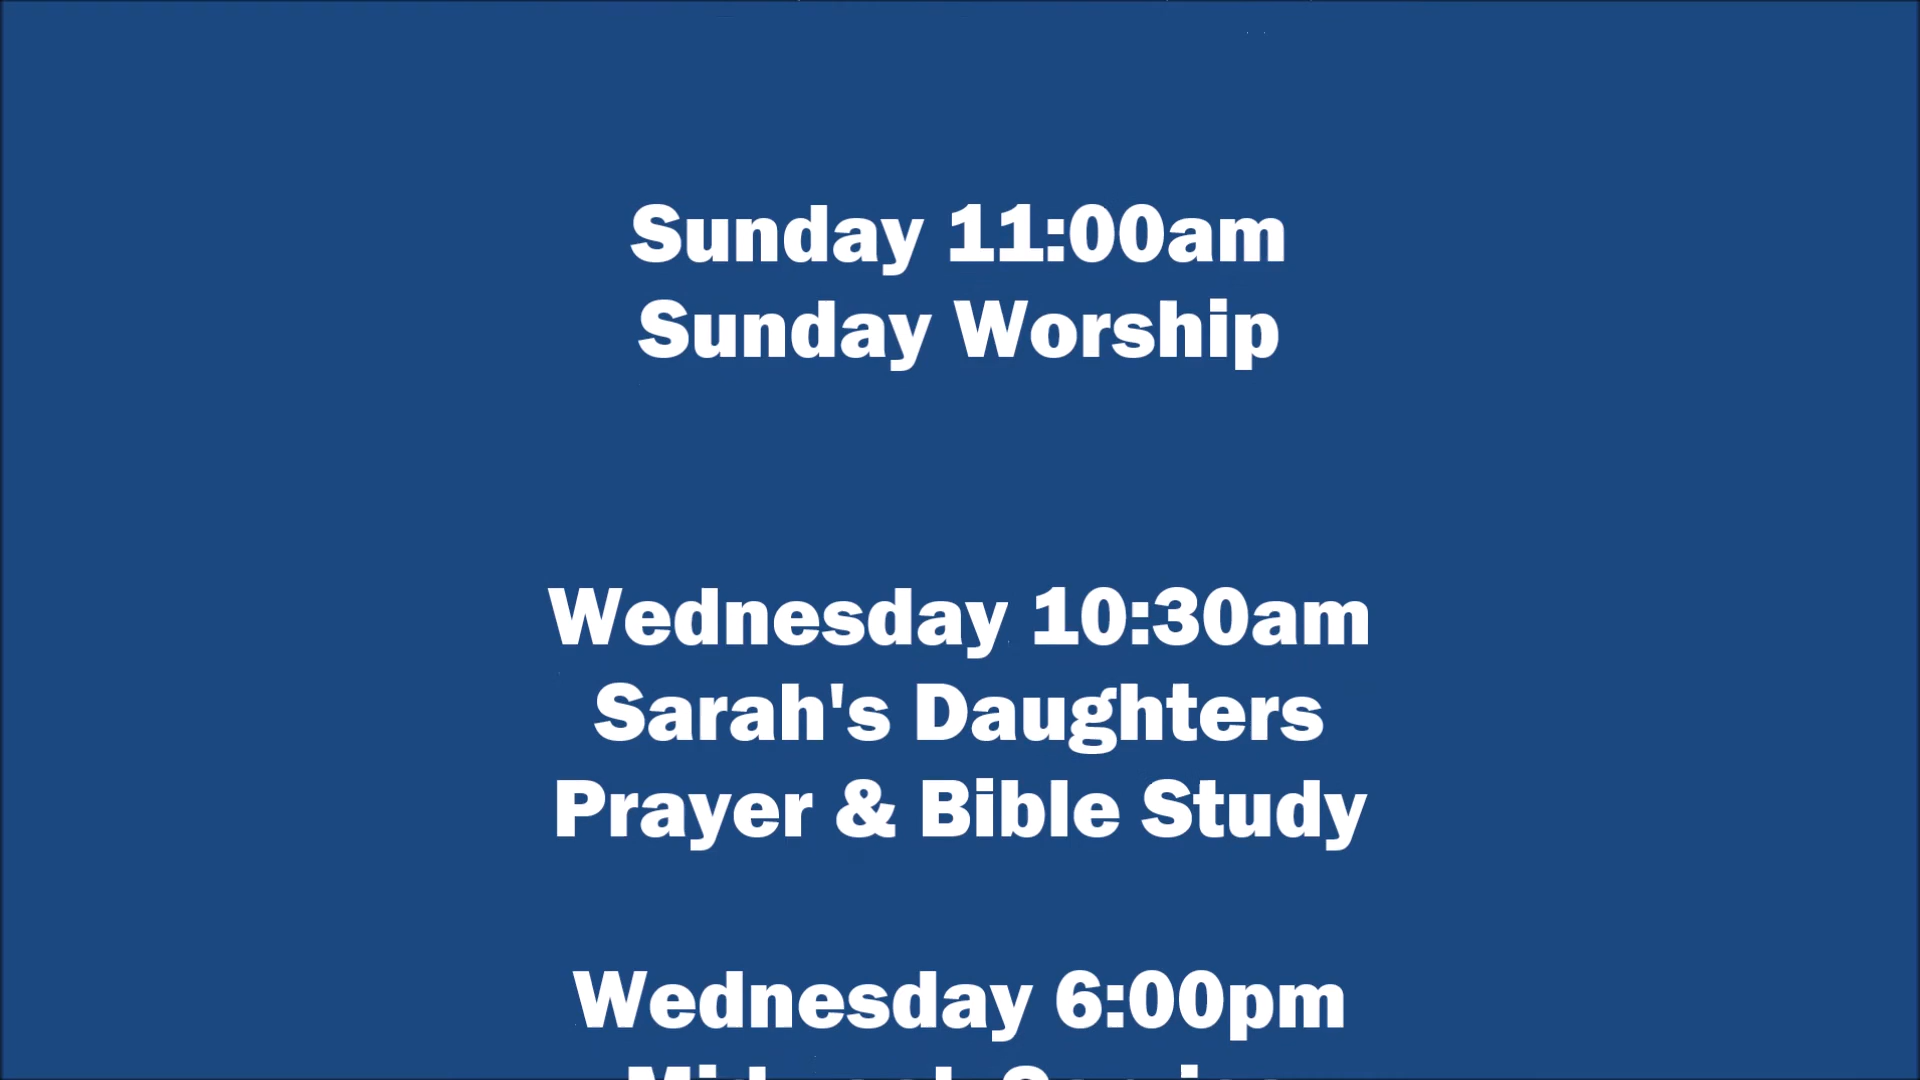 Sunday 11:00am
Sunday Worship
Wednesday 10:30am
Sarah's Daughters
Prayer & Bible Study
Wednesday 6:00pm